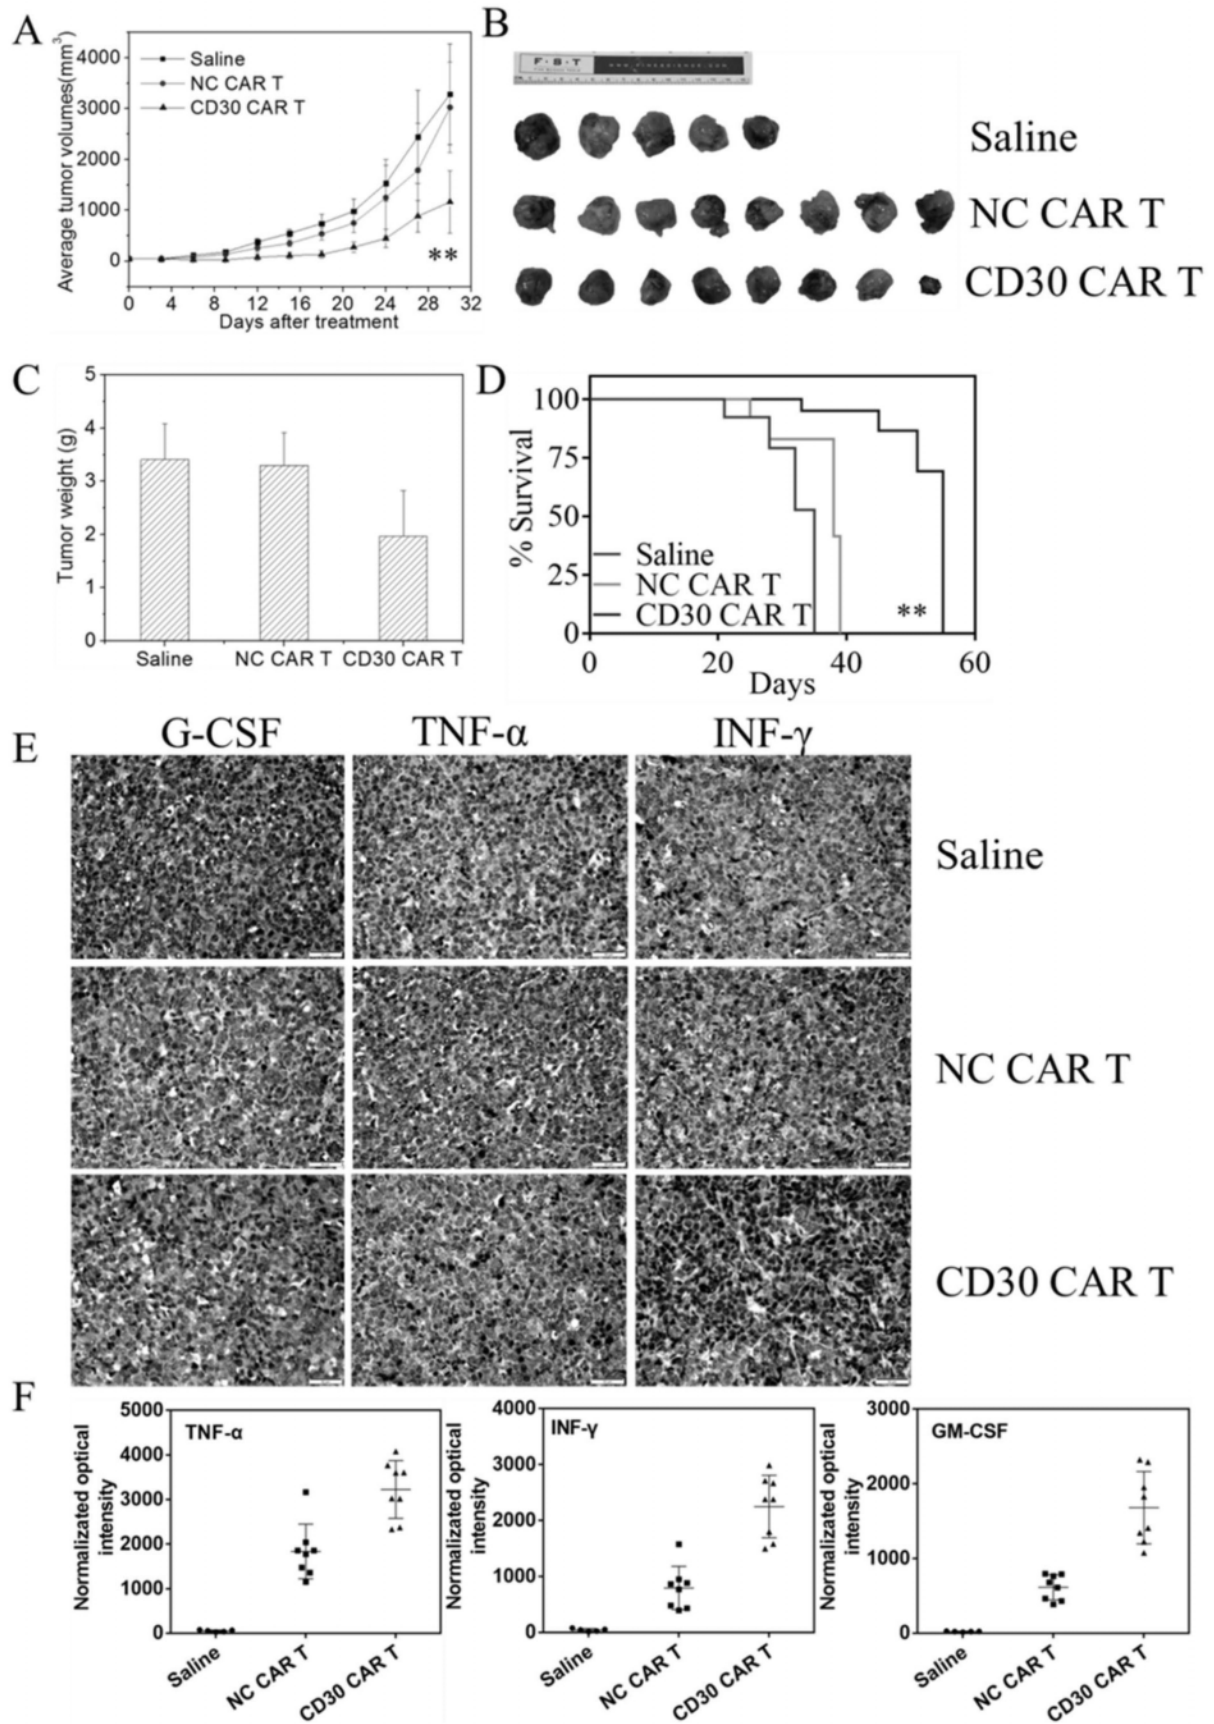 A
Average tumor volumes(mm3)
4000
3000
2000
1000
0
Saline
NC CAR T
CD30 CAR T
**
0 4 8 12 16 20 24 28 32
Days after treatment
B
F·S·T
Saline
NC CAR T
CD30 CAR T
C
Tumor weight (g)
5
4
3
2
1
0
Saline NC CAR T CD30 CAR T
D
% Survival
100
75
50
25
0
Saline
NC CAR T
CD30 CAR T
**
0 20 40 60
Days
E
G-CSF TNF-α INF-γ
Saline
NC CAR T
CD30 CAR T
F
Normalizated optical
intensity
5000
4000
3000
2000
1000
0
TNF-α
Saline
NC CAR T
CD30 CAR T
Normalizated optical
intensity
4000
3000
2000
1000
0
INF-γ
Saline
NC CAR T
CD30 CAR T
Normalizated optical
intensity
3000
2000
1000
0
GM-CSF
Saline
NC CAR T
CD30 CAR T